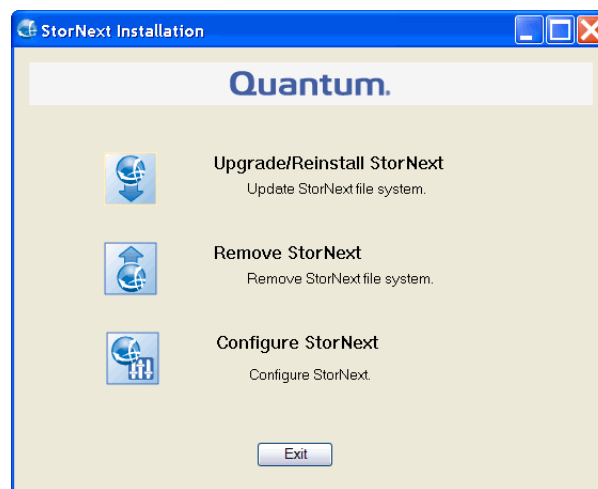 StorNext Installation
Quantum.
Upgrade/Reinstall StorNext
Update StorNext file system.
Remove StorNext
Remove StorNext file system.
Configure StorNext
Configure StorNext.
Exit